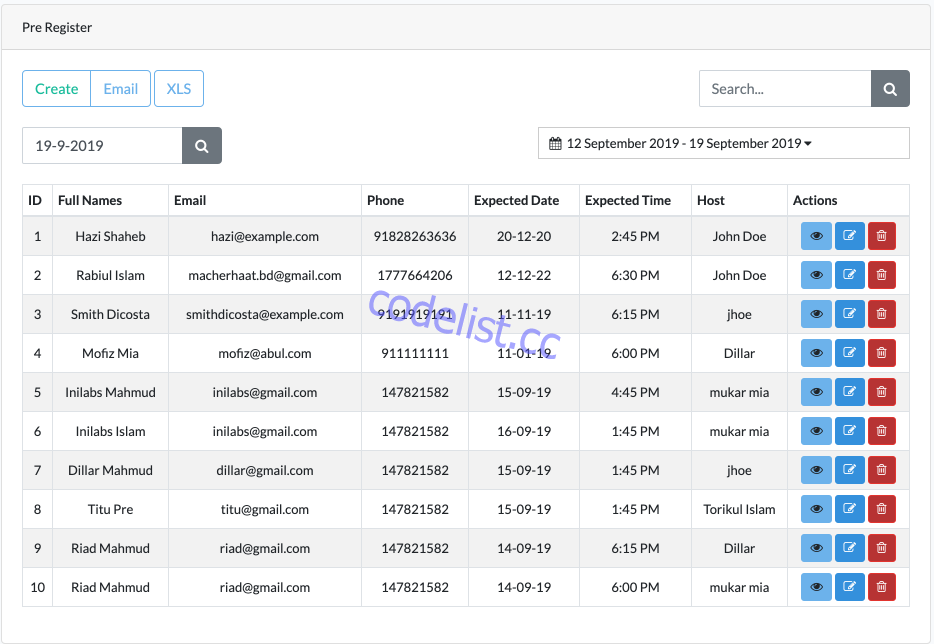 Pre Register
Create Email XLS Search...
19-9-2019 12 September 2019 - 19 September 2019
ID Full Names Email Phone Expected Date Expected Time Host Actions
1 Hazi Shaheb hazi@example.com 91828263636 20-12-20 2:45 PM John Doe
2 Rabiul Islam macherhaat.bd@gmail.com 1777664206 12-12-22 6:30 PM John Doe
3 Smith Dicosta smithdicosta@example.com 9191919191 11-11-19 6:15 PM jhoe
codelist.cc
4 Mofiz Mia mofiz@abul.com 911111111 11-01-19 6:00 PM Dillar
5 Inilabs Mahmud inilabs@gmail.com 147821582 15-09-19 4:45 PM mukar mia
6 Inilabs Islam inilabs@gmail.com 147821582 16-09-19 1:45 PM mukar mia
7 Dillar Mahmud dillar@gmail.com 147821582 15-09-19 1:45 PM jhoe
8 Titu Pre titu@gmail.com 147821582 15-09-19 1:45 PM Torikul Islam
9 Riad Mahmud riad@gmail.com 147821582 14-09-19 6:15 PM Dillar
10 Riad Mahmud riad@gmail.com 147821582 14-09-19 6:00 PM mukar mia